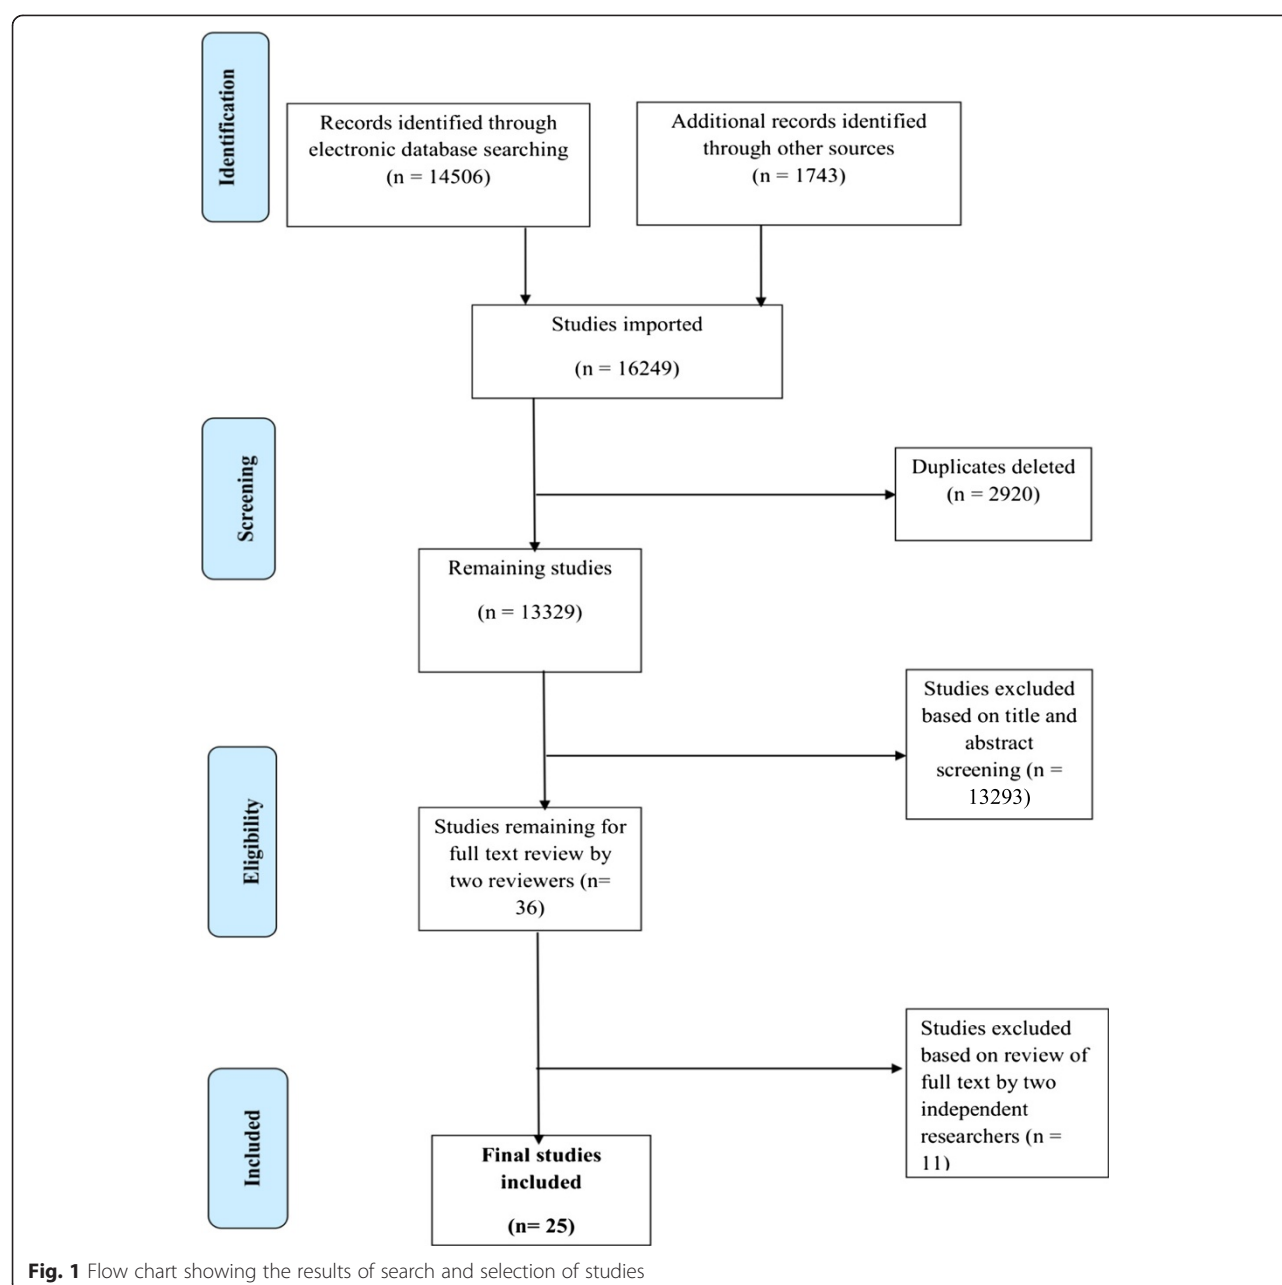 Identification
Records identified through
electronic database searching
(n = 14506)
Additional records identified
through other sources
(n = 1743)
Studies imported
(n = 16249)
Screening
Duplicates deleted
(n = 2920)
Remaining studies
(n = 13329)
Studies excluded
based on title and
abstract
screening (n =
13293)
Eligibility
Studies remaining for
full text review by
two reviewers (n=
36)
Studies excluded
based on review of
full text by two
independent
researchers (n =
11)
Included
Final studies
included
(n= 25)
Fig. 1 Flow chart showing the results of search and selection of studies